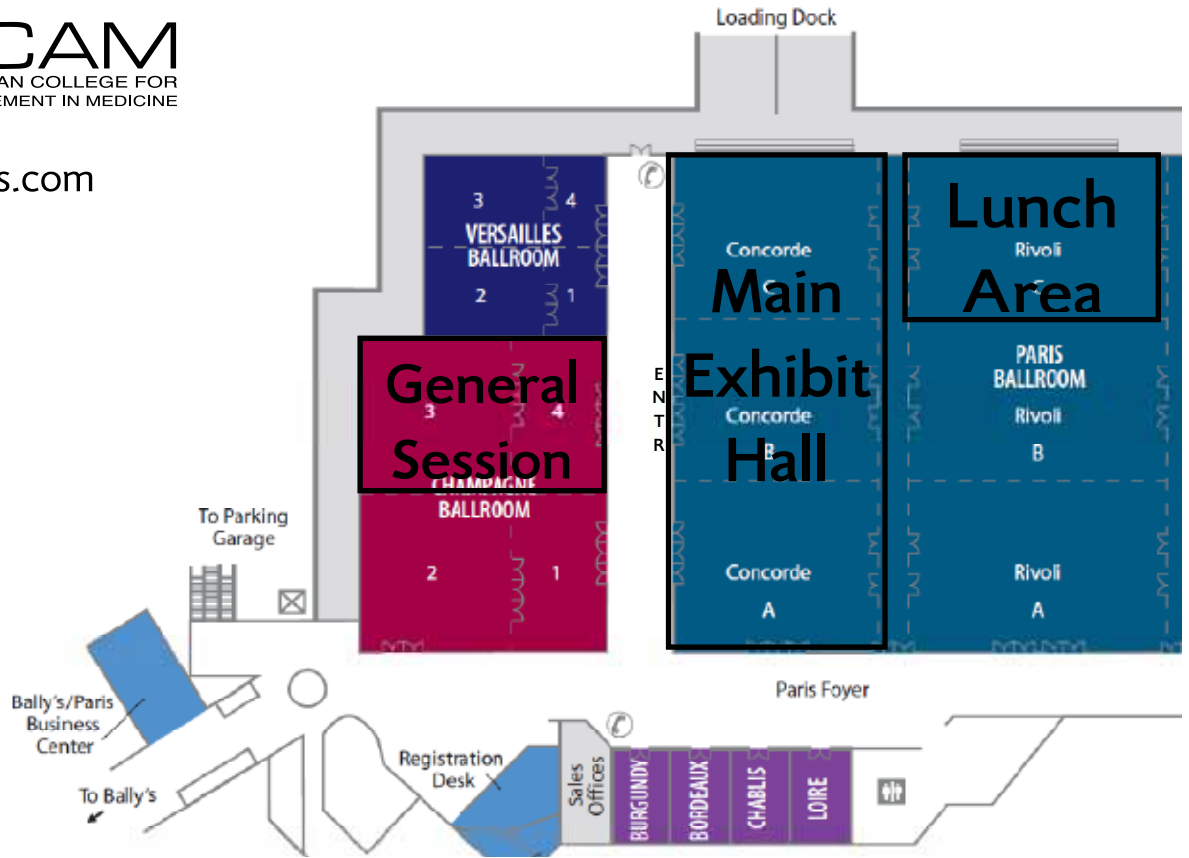 CAM
AN COLLEGE FOR
EMENT IN MEDICINE
s.com
Loading Dock
3
4
VERSAILLES
BALLROOM
2
1
General
Session
3
4
CHAMPAGNE
BALLROOM
2
1
E
N
T
R
Concorde
C
Main
Exhibit
Concorde
B
Hall
Concorde
A
Lunch
Rivoli
Area
C
PARIS
BALLROOM
Rivoli
B
Rivoli
A
To Parking
Garage
Paris Foyer
Bally's/Paris
Business
Center
To Bally's
Registration
Desk
Sales
Offices
BURGUNDY
BORDEAUX
CHABLIS
LOIRE